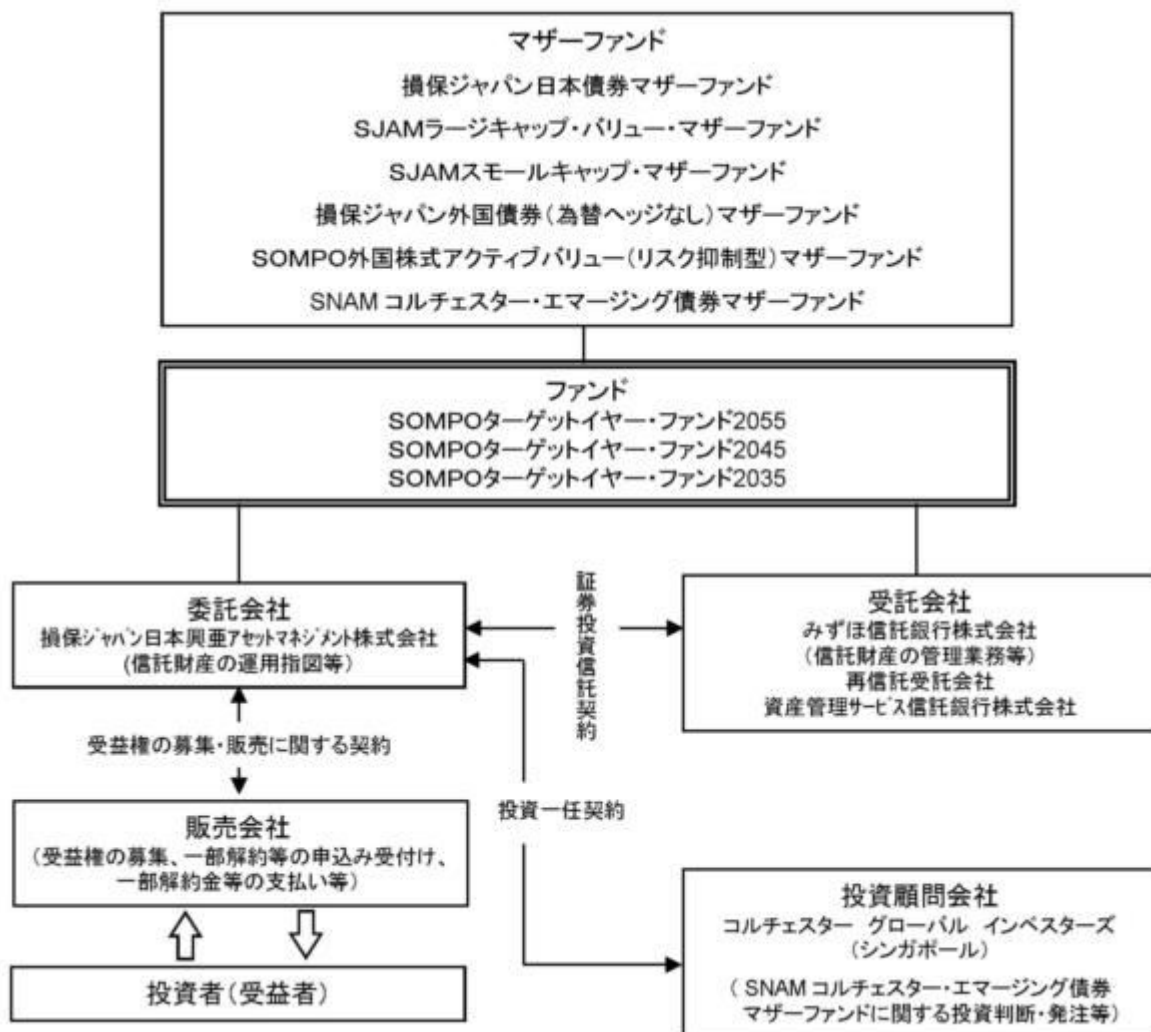 マザーファンド
損保ジャパン日本債券マザーファンド
SJAMラージキャップ・バリュー・マザーファンド
SJAMスモールキャップ・マザーファンド
損保ジャパン外国債券(為替ヘッジなし)マザーファンド
SOMPO外国株式アクティブバリュー(リスク抑制型)マザーファンド
SNAM コルチェスター・エマージング債券マザーファンド
ファンド
SOMPOターゲットイヤー・ファンド2055
SOMPOターゲットイヤー・ファンド2045
SOMPOターゲットイヤー・ファンド2035
委託会社
損保ジャパン日本興亜アセットマネジメント株式会社
(信託財産の運用指図等)
証券投資信託契約
受託会社
みずほ信託銀行株式会社
(信託財産の管理業務等)
再信託受託会社
資産管理サービス信託銀行株式会社
受益権の募集・販売に関する契約
販売会社
(受益権の募集、一部解約等の申込み受付け、
一部解約金等の支払い等)
投資一任契約
投資顧問会社
コルチェスター グローバル インベスターズ
(シンガポール)
( SNAM コルチェスター・エマージング債券
マザーファンドに関する投資判断・発注等)
投資者(受益者)